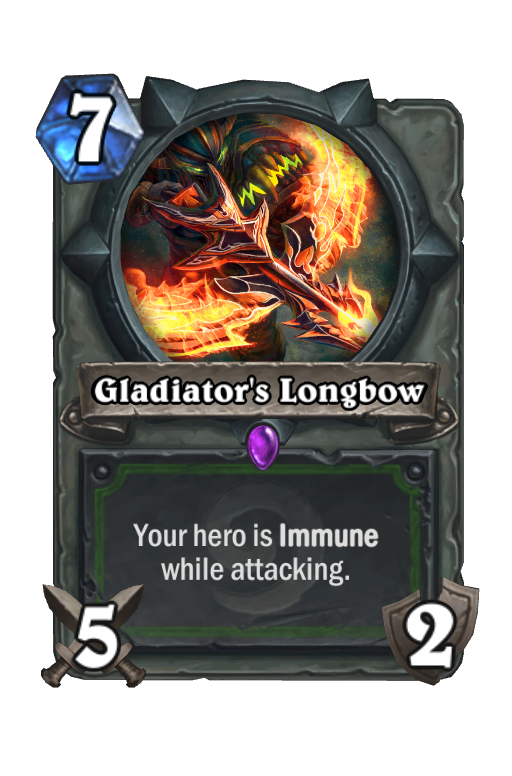 7
Gladiator's Longbow
Your hero is Immune
while attacking.
5
2